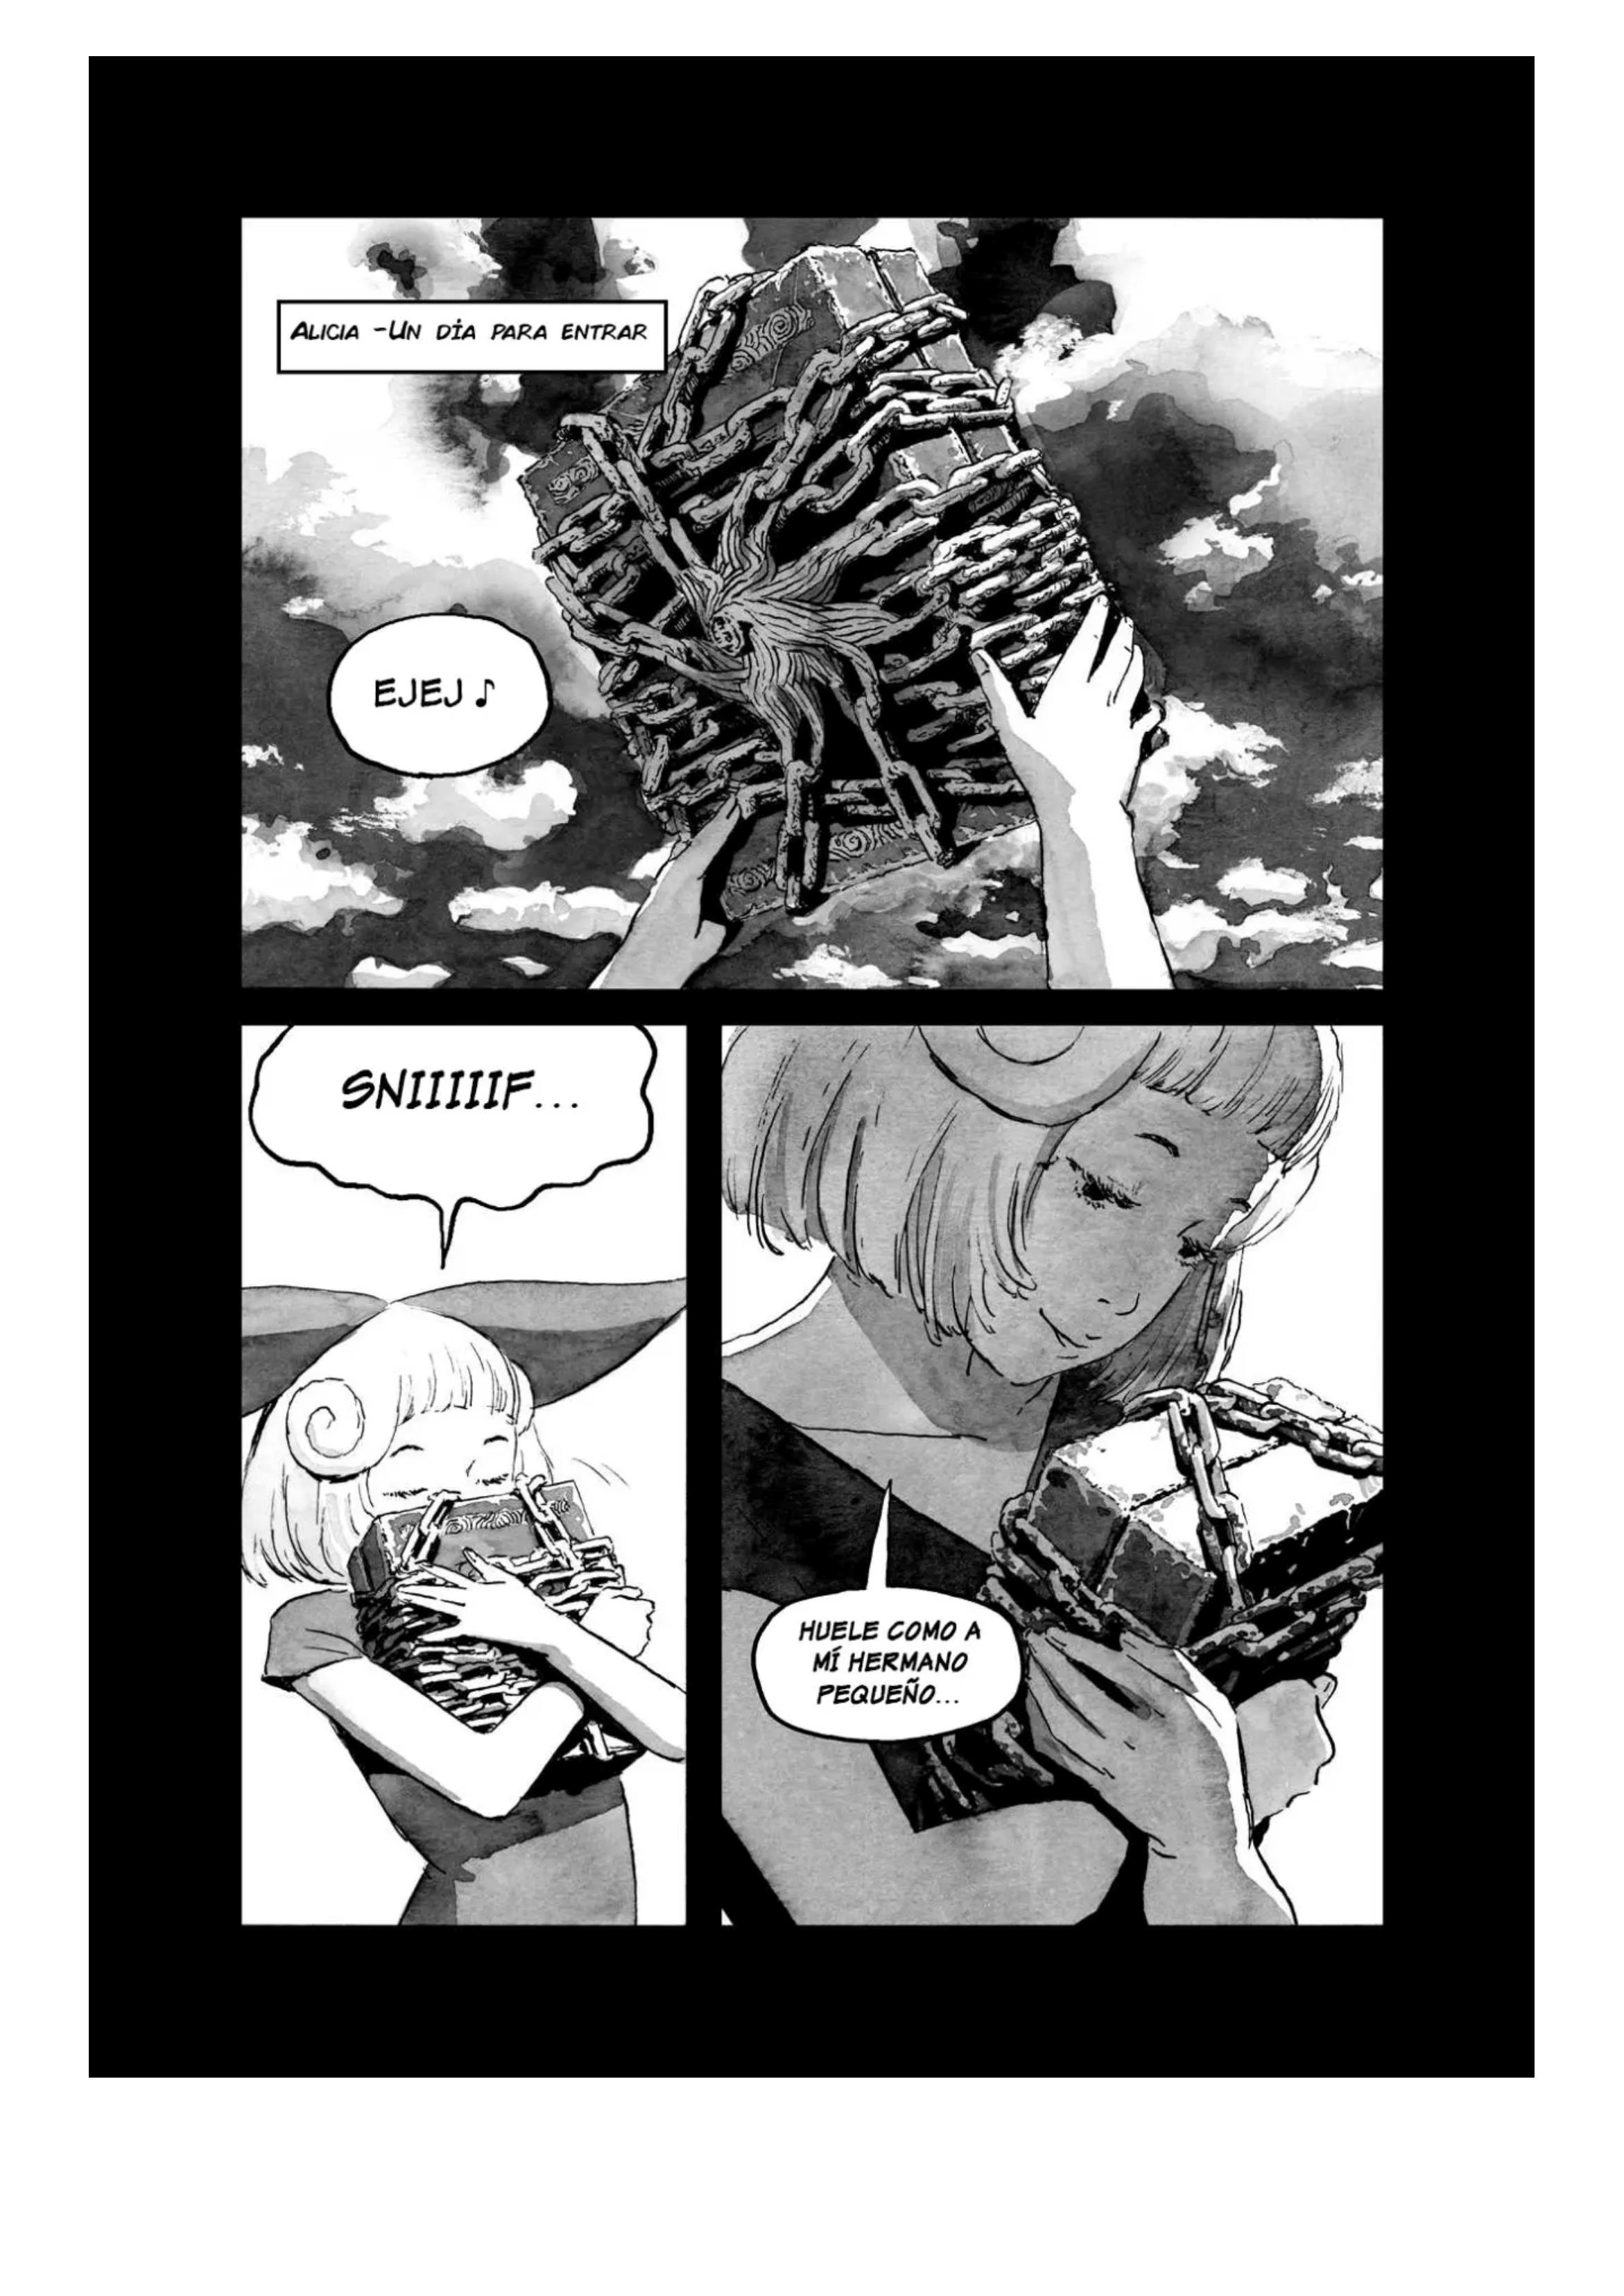 Alicia -Un día para entrar
EJEJ ♪
SNIIIIIF...
HUELE COMO A
MÍ HERMANO
PEQUEÑO...